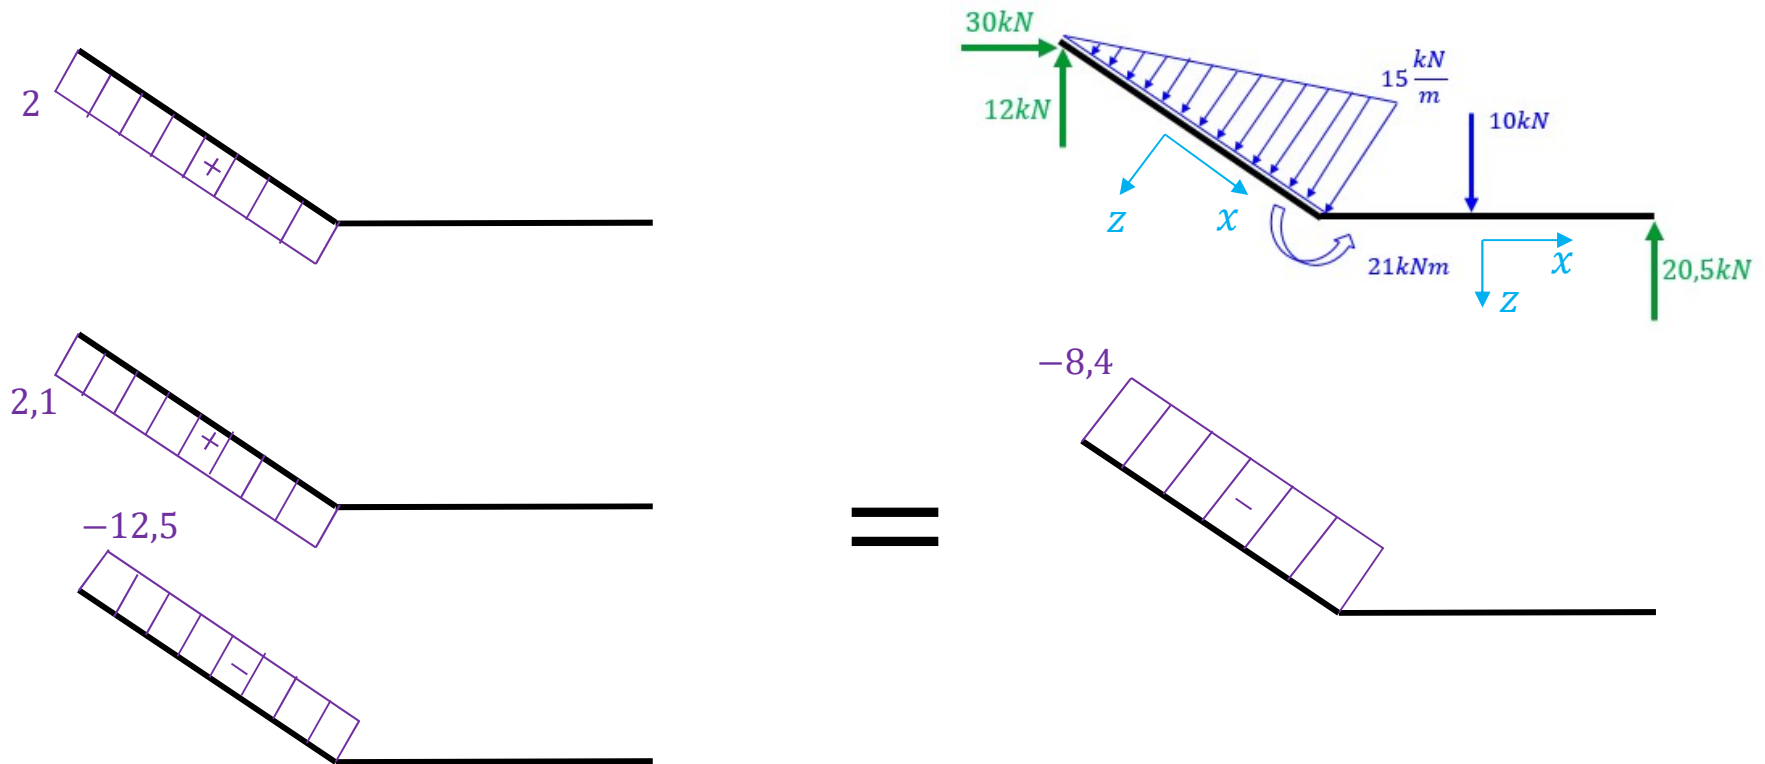 2
+
2,1
+
−12,5
−
=
30kN
12kN
15 kN/m
10kN
z
x
21kNm
x
z
20,5kN
−8,4
−